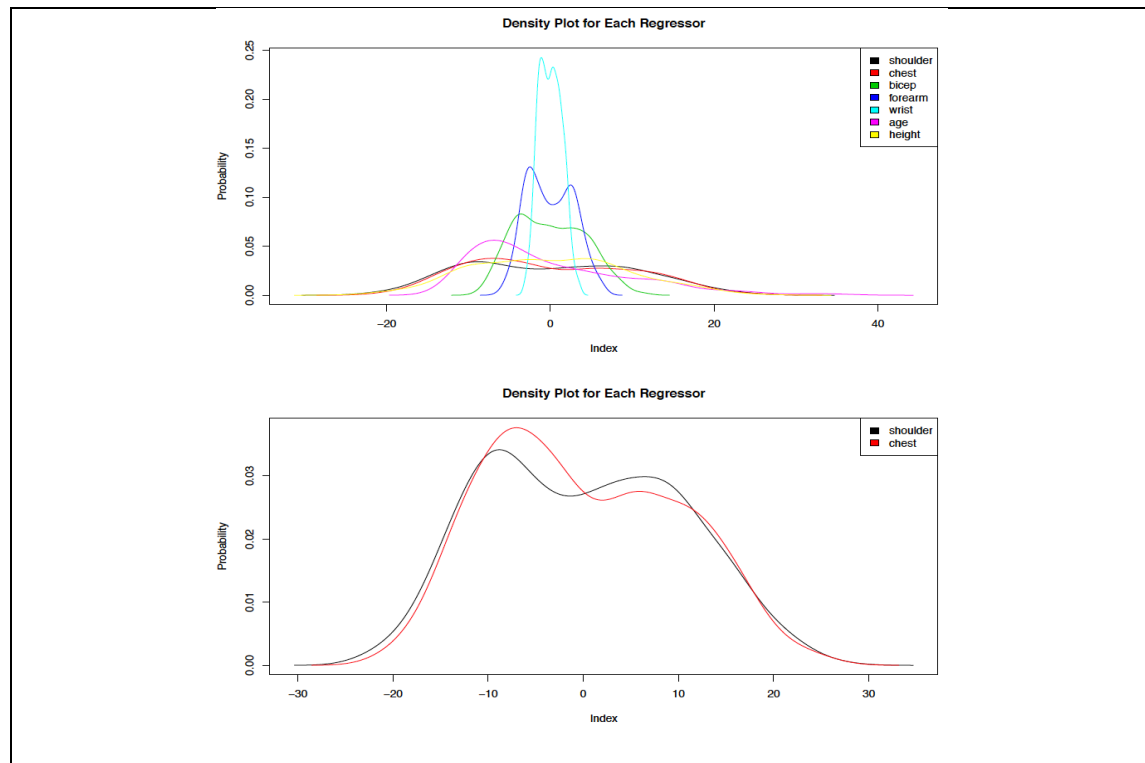 Density Plot for Each Regressor
0.25
0.20
0.15
0.10
0.05
0.00
Probability
shoulder
chest
bicep
forearm
wrist
age
height
−20 0 20 40
Index
Density Plot for Each Regressor
0.03
0.02
0.01
0.00
Probability
shoulder
chest
−30 −20 −10 0 10 20 30
Index